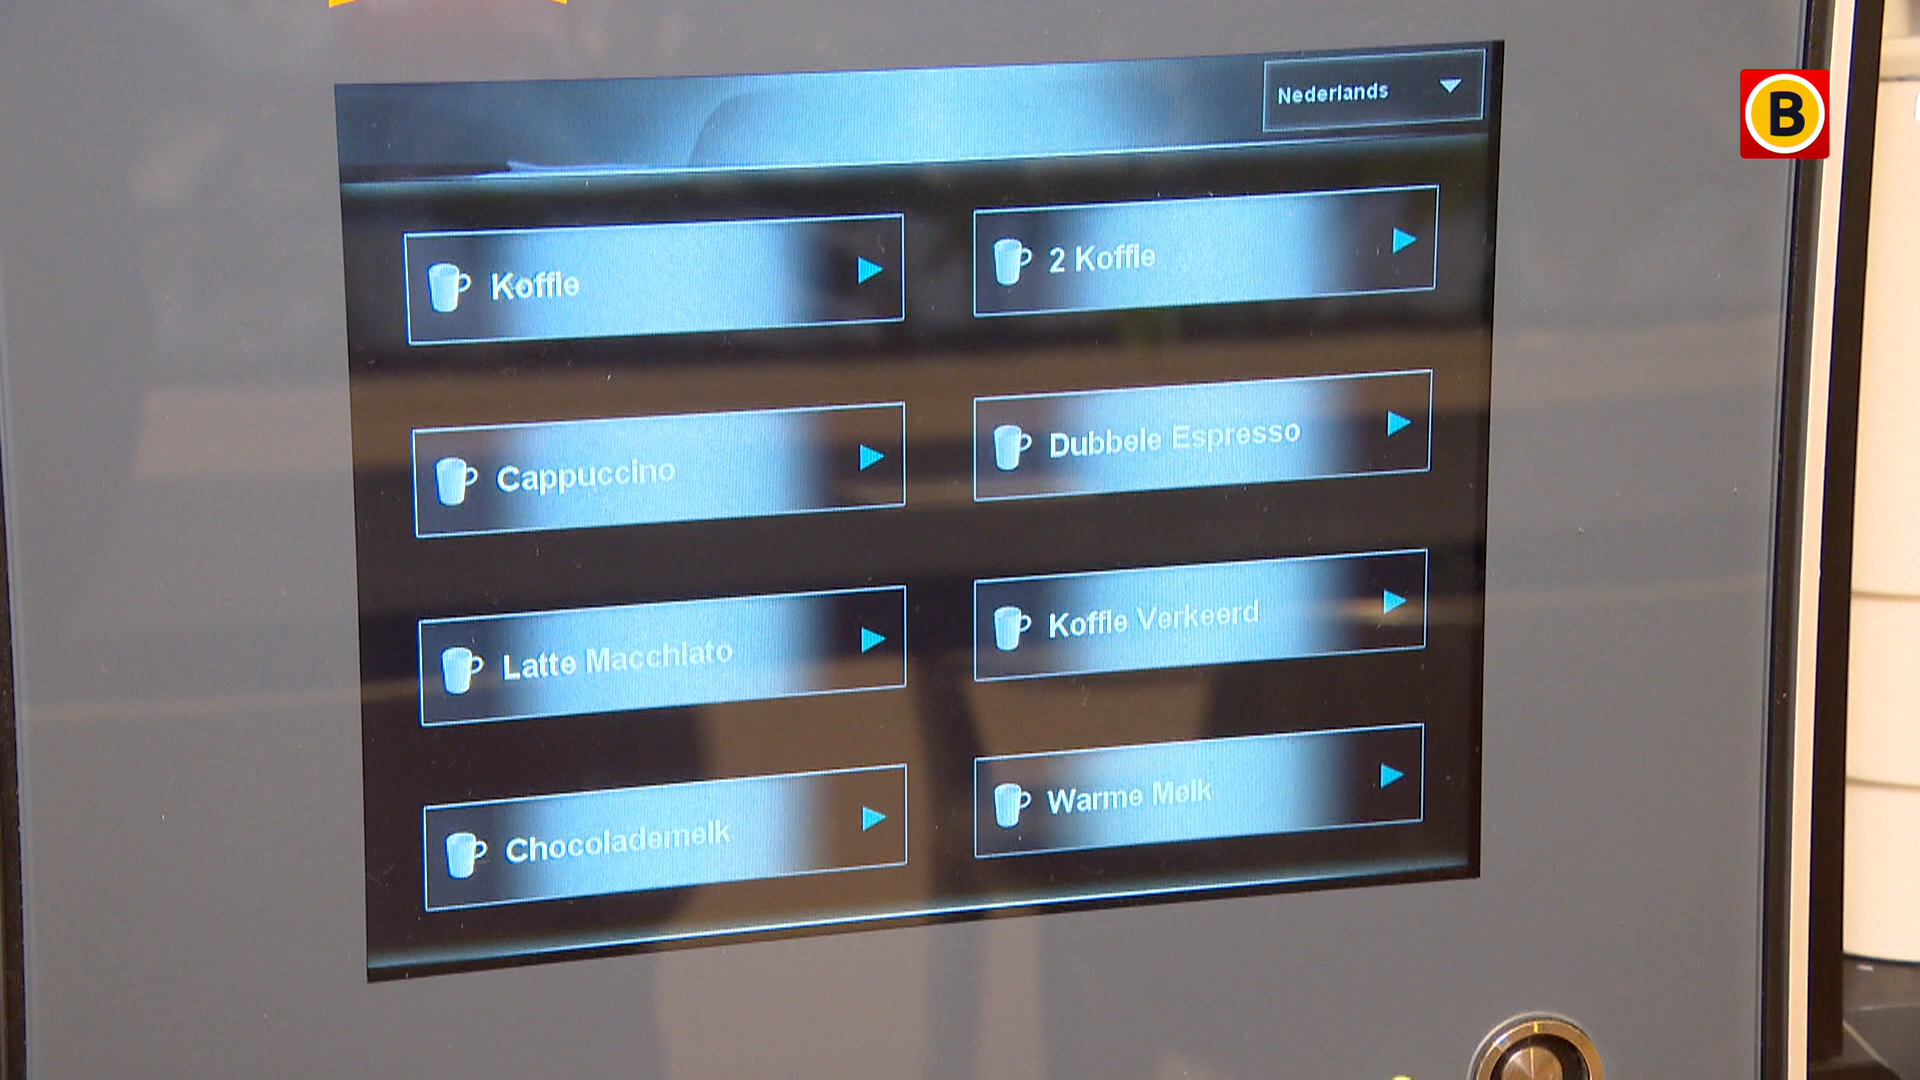 Nederlands
B
Koffie
2 Koffie
Cappuccino
Dubbele Espresso
Latte Macchiato
Koffie Verkeerd
Chocolademelk
Warme Melk